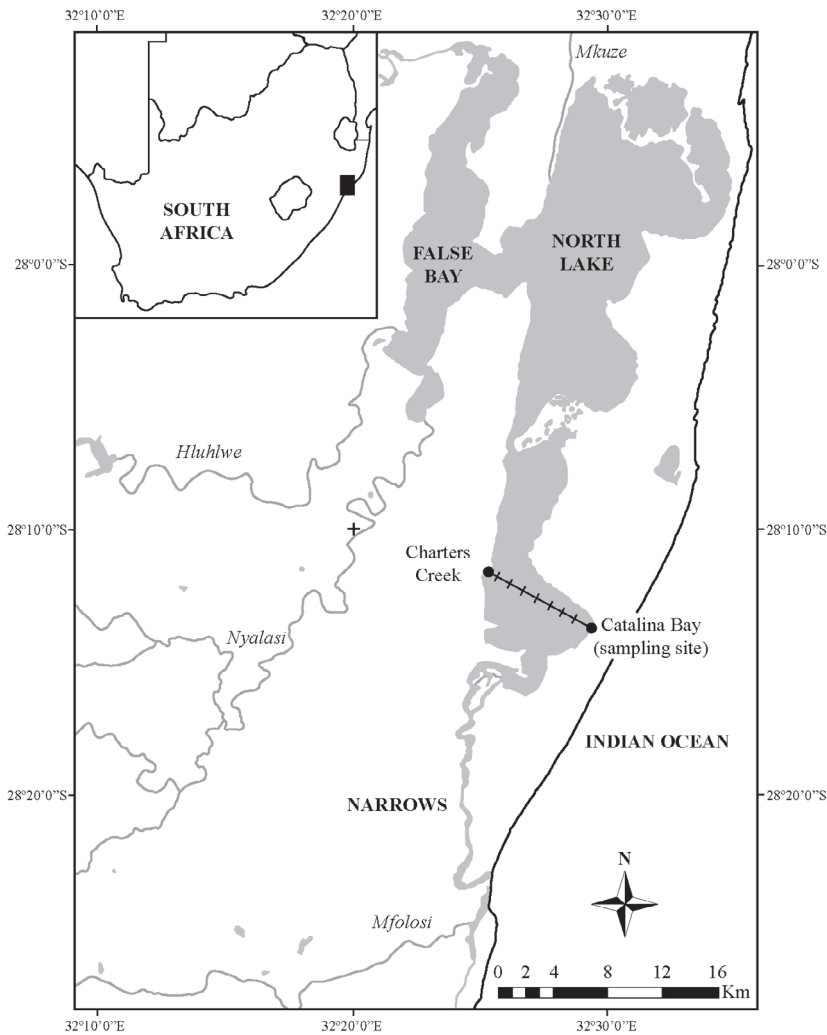 32°10'0"E
32°20'0"E
32°30'0"E
Mkuze
SOUTH
AFRICA
FALSE
BAY
NORTH
LAKE
28°0'0"S
28°0'0"S
Hluhlwe
28°10'0"S
28°10'0"S
Charters
Creek
Nyalasi
Catalina Bay
(sampling site)
INDIAN OCEAN
28°20'0"S
28°20'0"S
NARROWS
N
Mfolosi
0 2 4 8 12 16
Km
32°10'0"E
32°20'0"E
32°30'0"E